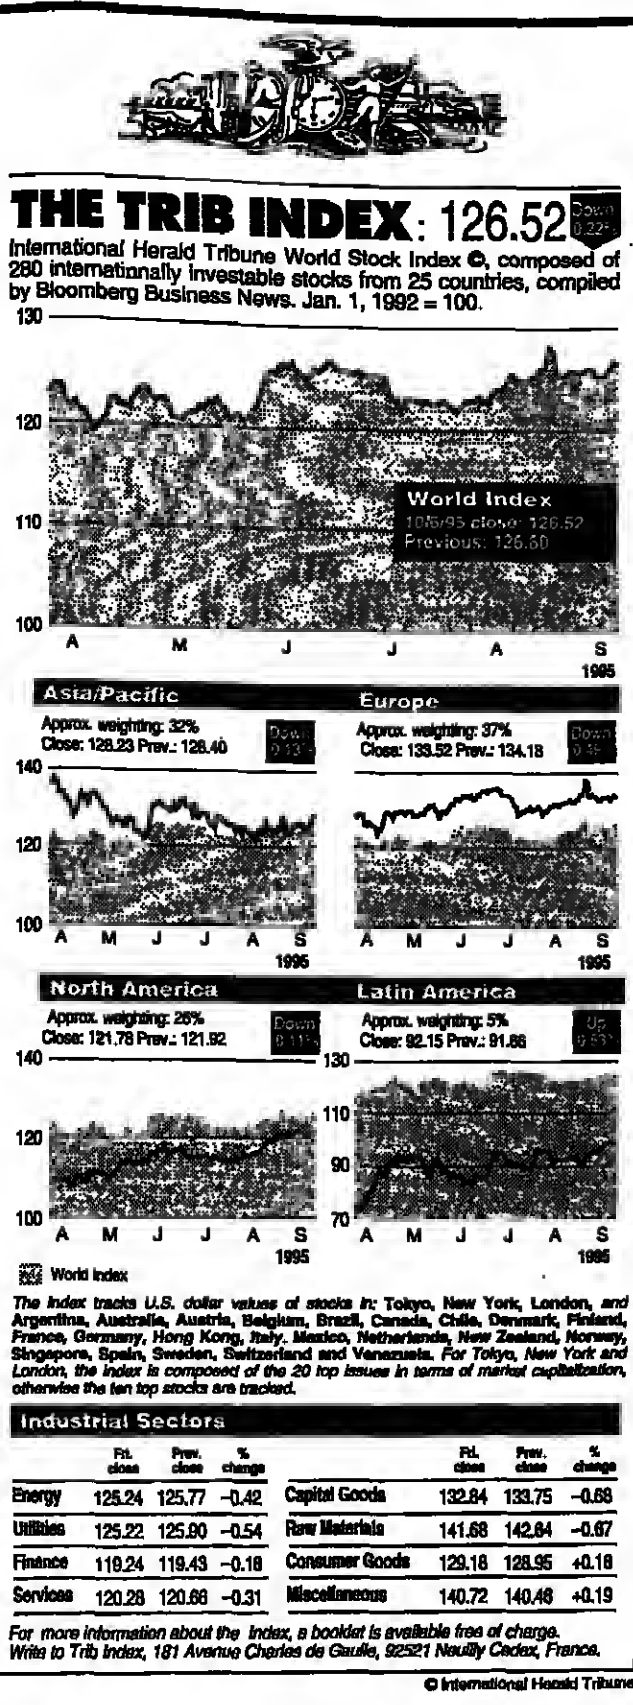 THE TRIB INDEX: 126.52
Down
0.22%
International Herald Tribune World Stock Index ©, composed of
280 internationally investable stocks from 25 countries, compiled
by Bloomberg Business News. Jan. 1, 1992 = 100.
130
120
110
100
World Index
10/6/95 close: 126.52
Previous: 126.80
A M J J A S
1995
Asia/Pacific
Approx. weighting: 32%
Close: 128.23 Prev.: 128.40
Down
0.13%
140
120
100
A M J J A S
1995
Europe
Approx. weighting: 37%
Close: 133.52 Prev.: 134.18
Down
A M J J A S
1995
North America
Approx. weighting: 26%
Close: 121.78 Prev.: 121.92
Down
0.11%
140
120
100
A M J J A S
1995
Latin America
Approx. weighting: 5%
Close: 92.15 Prev.: 91.66
Up
130
110
90
70
A M J J A S
1995
World Index
The Index tracks U.S. dollar values of stocks in: Tokyo, New York, London, and
Argentina, Australia, Austria, Belgium, Brazil, Canada, Chile, Denmark, Finland,
France, Germany, Hong Kong, Italy, Mexico, Netherlands, New Zealand, Norway,
Singapore, Spain, Sweden, Switzerland and Venezuela. For Tokyo, New York and
London, the index is composed of the 20 top issues in terms of market capitalization,
otherwise the ten top stocks are tracked.
Industrial Sectors
Fri. close Prev. close % change
Energy 125.24 125.77 –0.42
Utilities 125.22 125.90 –0.54
Finance 119.24 119.43 –0.16
Services 120.28 120.66 –0.31
Fri. close Prev. close % change
Capital Goods 132.84 133.75 –0.68
Raw Materials 141.68 142.64 –0.67
Consumer Goods 129.18 128.95 +0.18
Miscellaneous 140.72 140.46 +0.19
For more information about the Index, a booklet is available free of charge.
Write to Trib Index, 181 Avenue Charles de Gaulle, 92521 Neuilly Cedex, France.
© International Herald Tribune